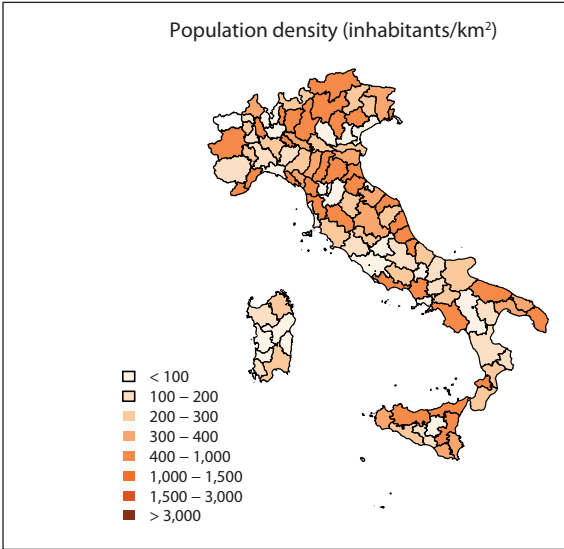 Population density (inhabitants/km²)
< 100
100 – 200
200 – 300
300 – 400
400 – 1,000
1,000 – 1,500
1,500 – 3,000
> 3,000